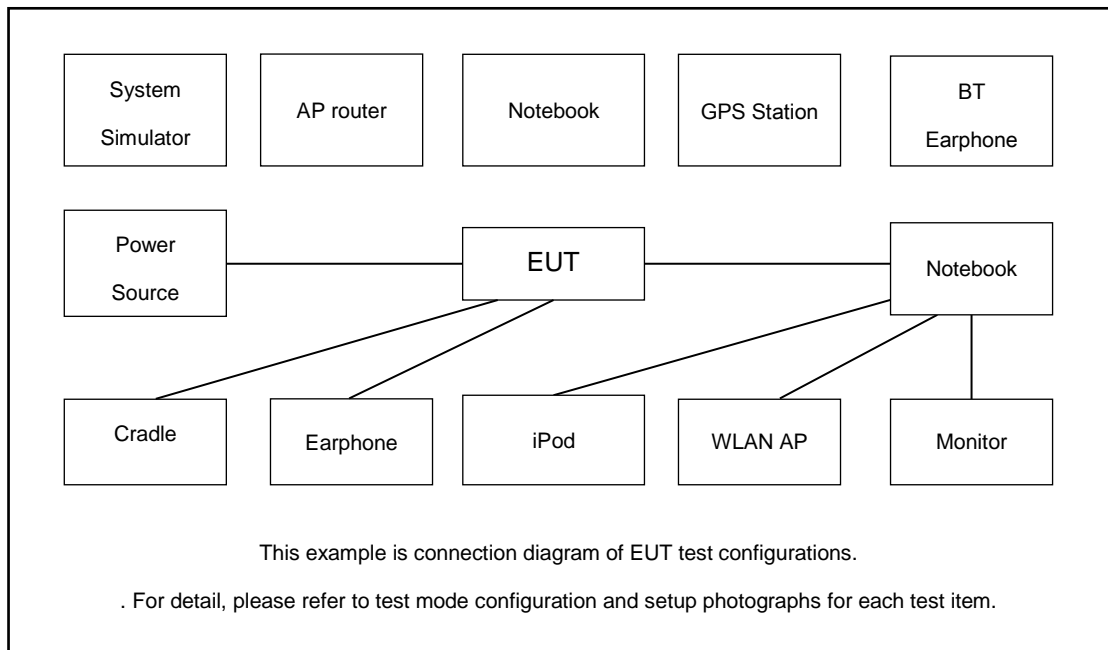 System
Simulator
AP router
Notebook
GPS Station
BT
Earphone
Power
Source
EUT
Notebook
Cradle
Earphone
iPod
WLAN AP
Monitor
This example is connection diagram of EUT test configurations.
. For detail, please refer to test mode configuration and setup photographs for each test item.